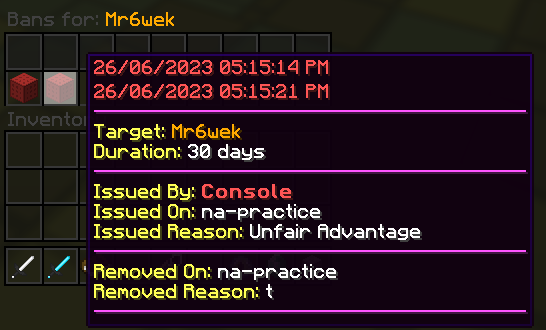 Bans for: Mr6wek
26/06/2023 05:15:14 PM
26/06/2023 05:15:21 PM
Target: Mr6wek
Duration: 30 days
Invento
Issued By: Console
Issued On: na-practice
Issued Reason: Unfair Advantage
Removed On: na-practice
Removed Reason: t